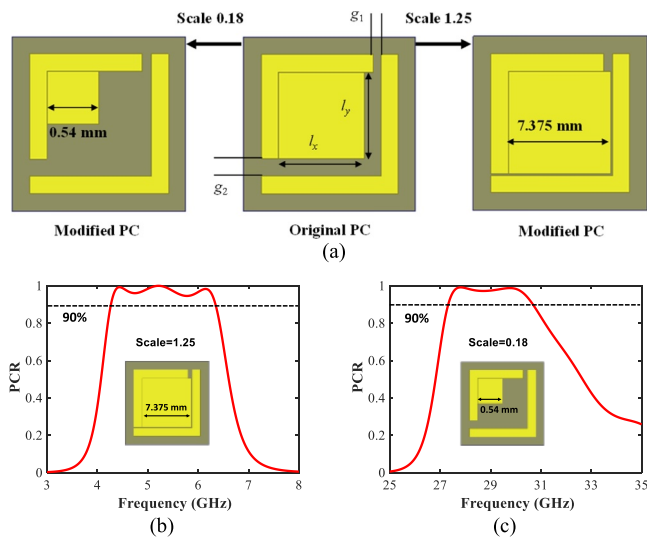 Scale 0.18
g1
Scale 1.25
0.54 mm
ly
lx
g2
7.375 mm
Modified PC
Original PC
Modified PC
(a)
1
0.8
0.6
0.4
0.2
0
PCR
90%
Scale=1.25
7.375 mm
3 4 5 6 7 8
Frequency (GHz)
(b)
1
0.8
0.6
0.4
0.2
0
PCR
90%
Scale=0.18
0.54 mm
25 27 29 31 33 35
Frequency (GHz)
(c)